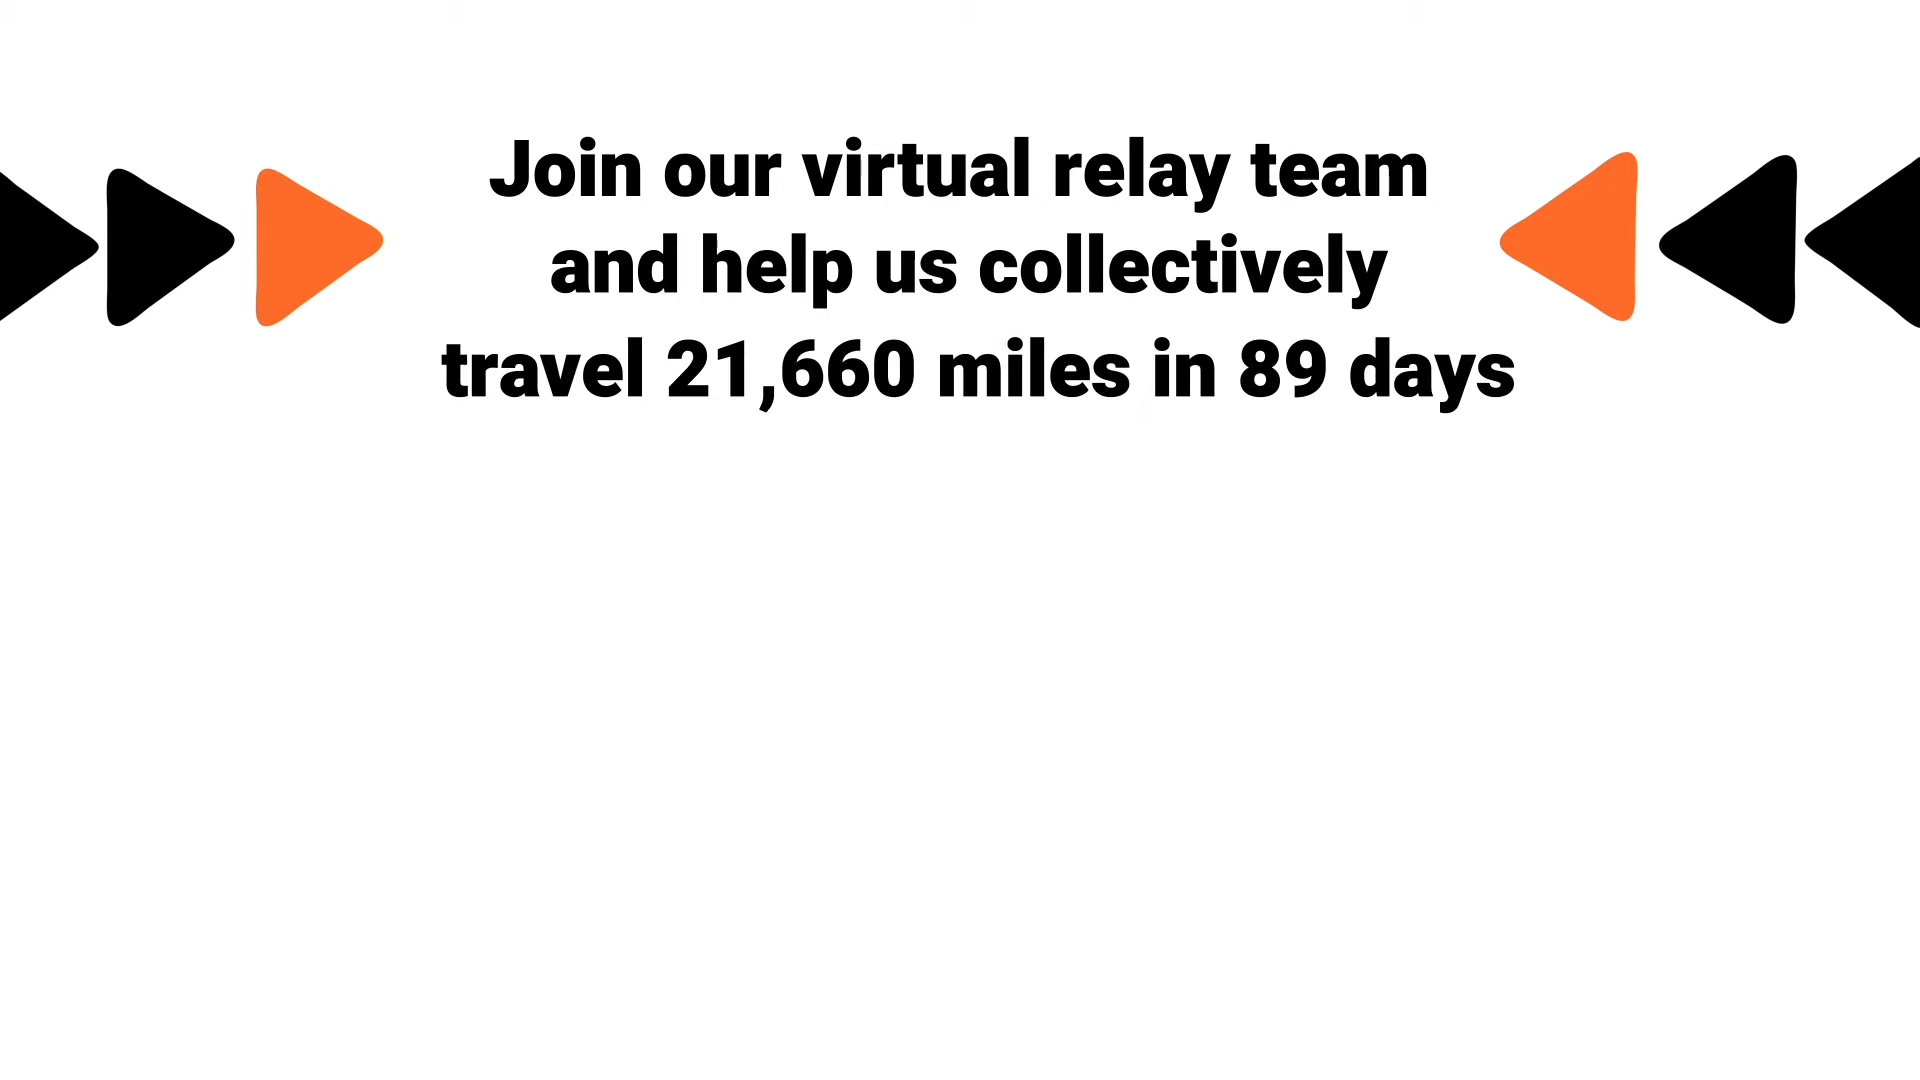 Join our virtual relay team
and help us collectively
travel 21,660 miles in 89 days